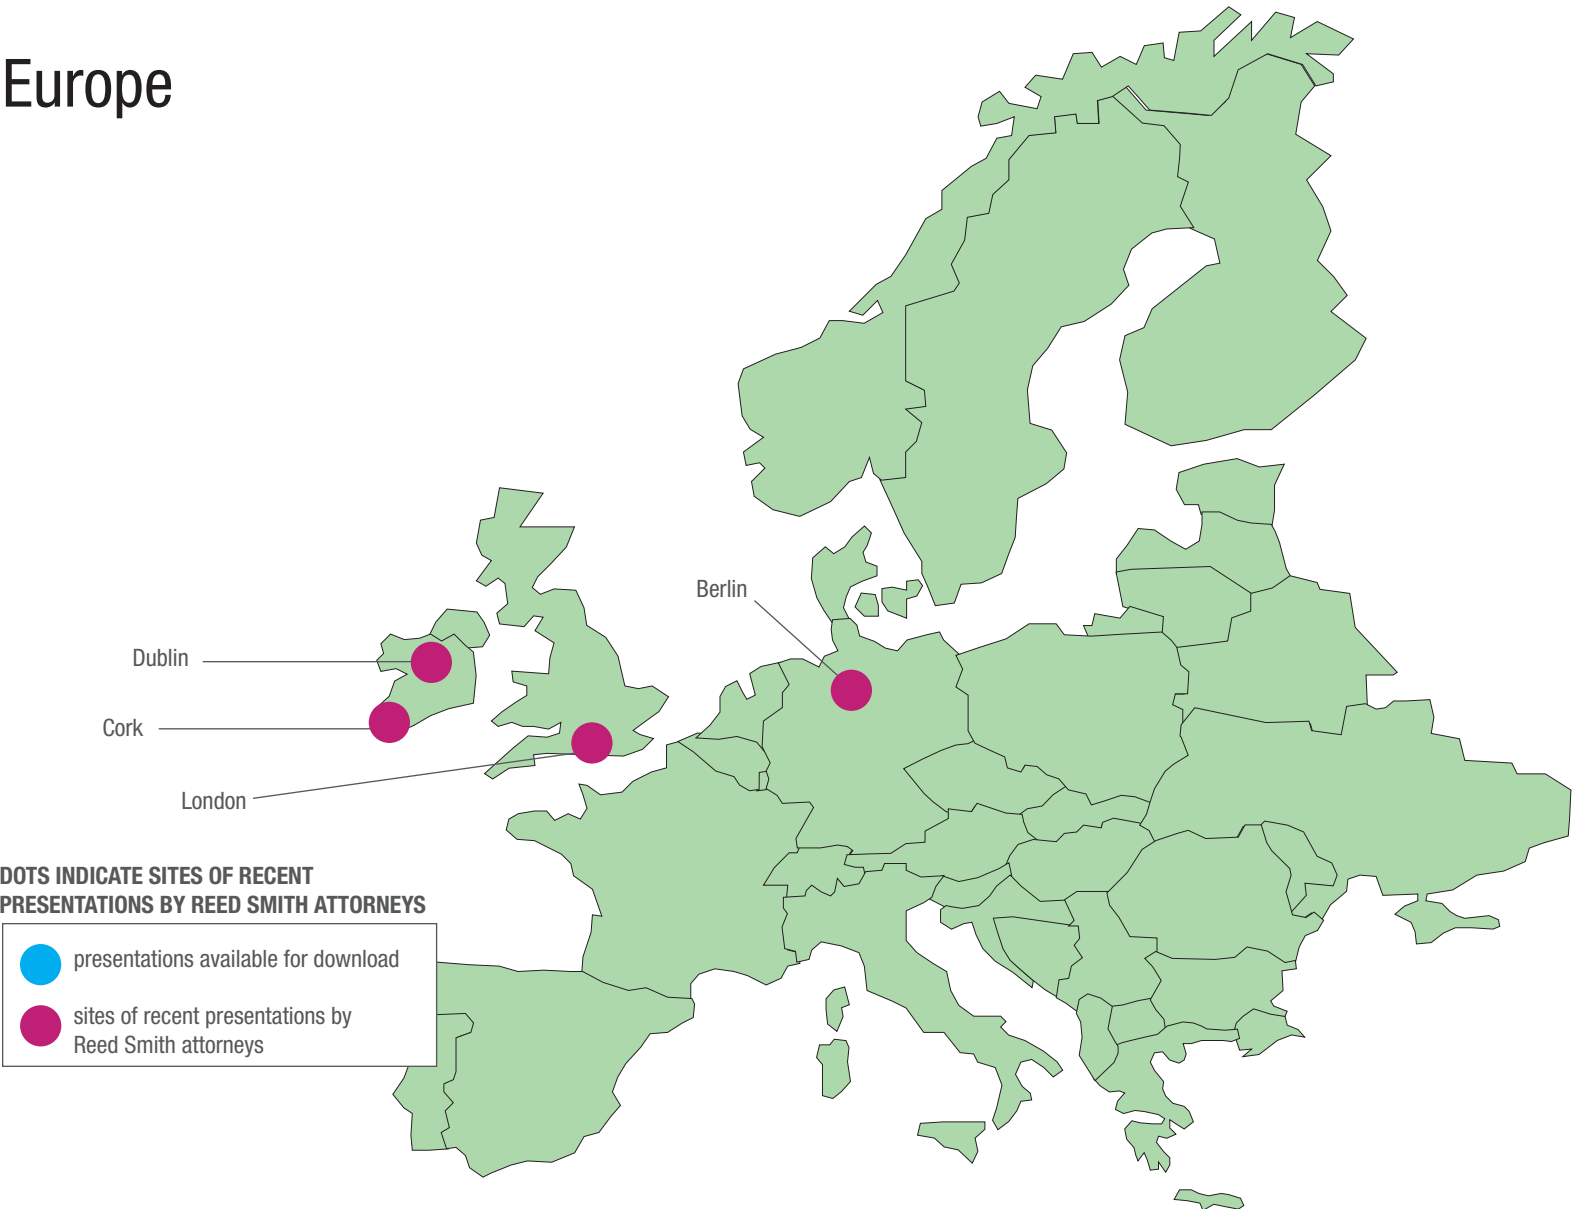 Europe
Berlin
Dublin
Cork
London
DOTS INDICATE SITES OF RECENT
PRESENTATIONS BY REED SMITH ATTORNEYS
presentations available for download
sites of recent presentations by
Reed Smith attorneys